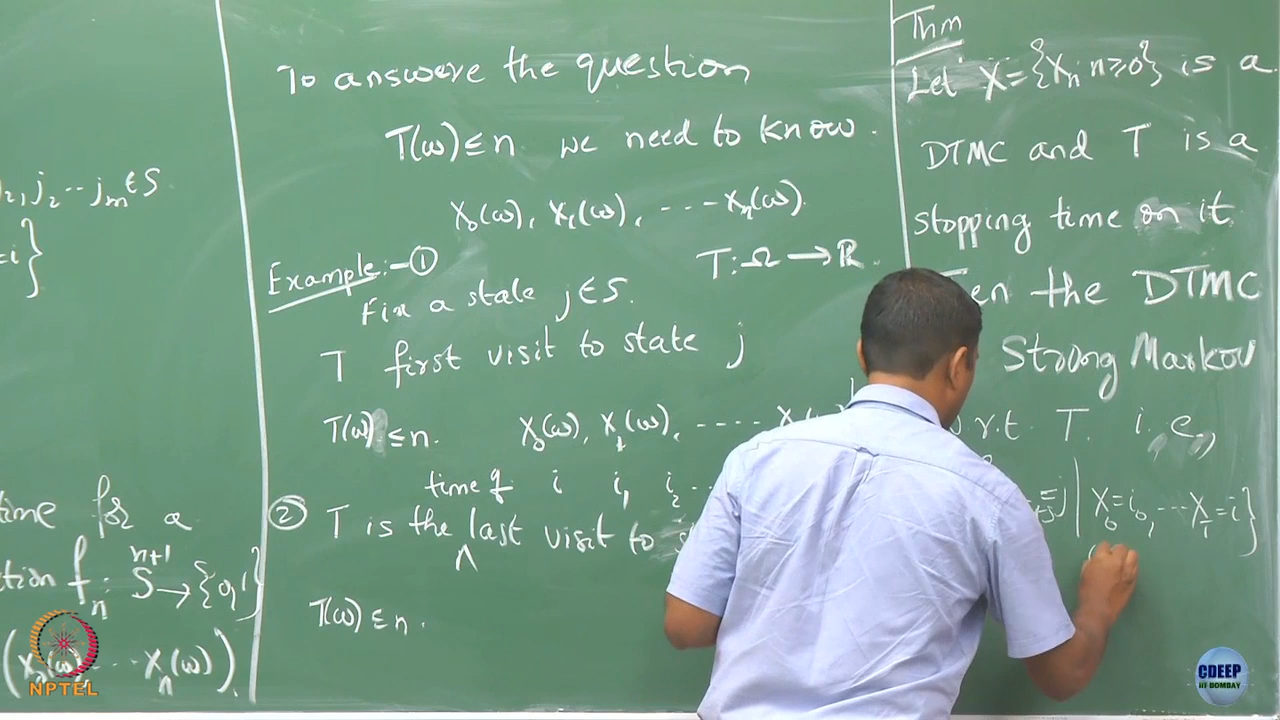 j₂, ... jₘ ∈ S
=i}
time for a
fₙ: Sⁿ⁺¹ → {0,1}
(X₀(ω) ... Xₙ(ω)).
To answere the question
T(ω) ≤ n we need to know.
X₀(ω), X₁(ω), ..... Xₙ(ω).
Example:- ①
T: Ω → ℝ.
Fix a state j ∈ S.
T first visit to state j
T(ω) ≤ n. X₀(ω), X₁(ω), ....
time of i i₁ i₂ ..
② T is the ∧ last visit to
T(ω) ≤ n.
Thm
Let X = {Xₙ n ≥ 0} is a
DTMC and T is a
stopping time on it.
the DTMC
Strong Markov
r.t. T. i,e,
=j | X₀ = i₀, ... X_T = i}
NPTEL
CDEEP
IIT BOMBAY